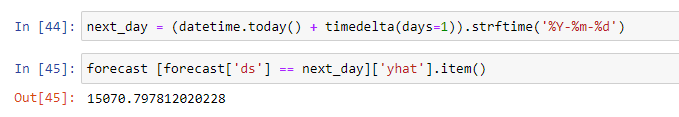 In [44]: next_day = (datetime.today() + timedelta(days=1)).strftime('%Y-%m-%d')
In [45]: forecast [forecast['ds'] == next_day]['yhat'].item()
Out[45]: 15070.797812020228